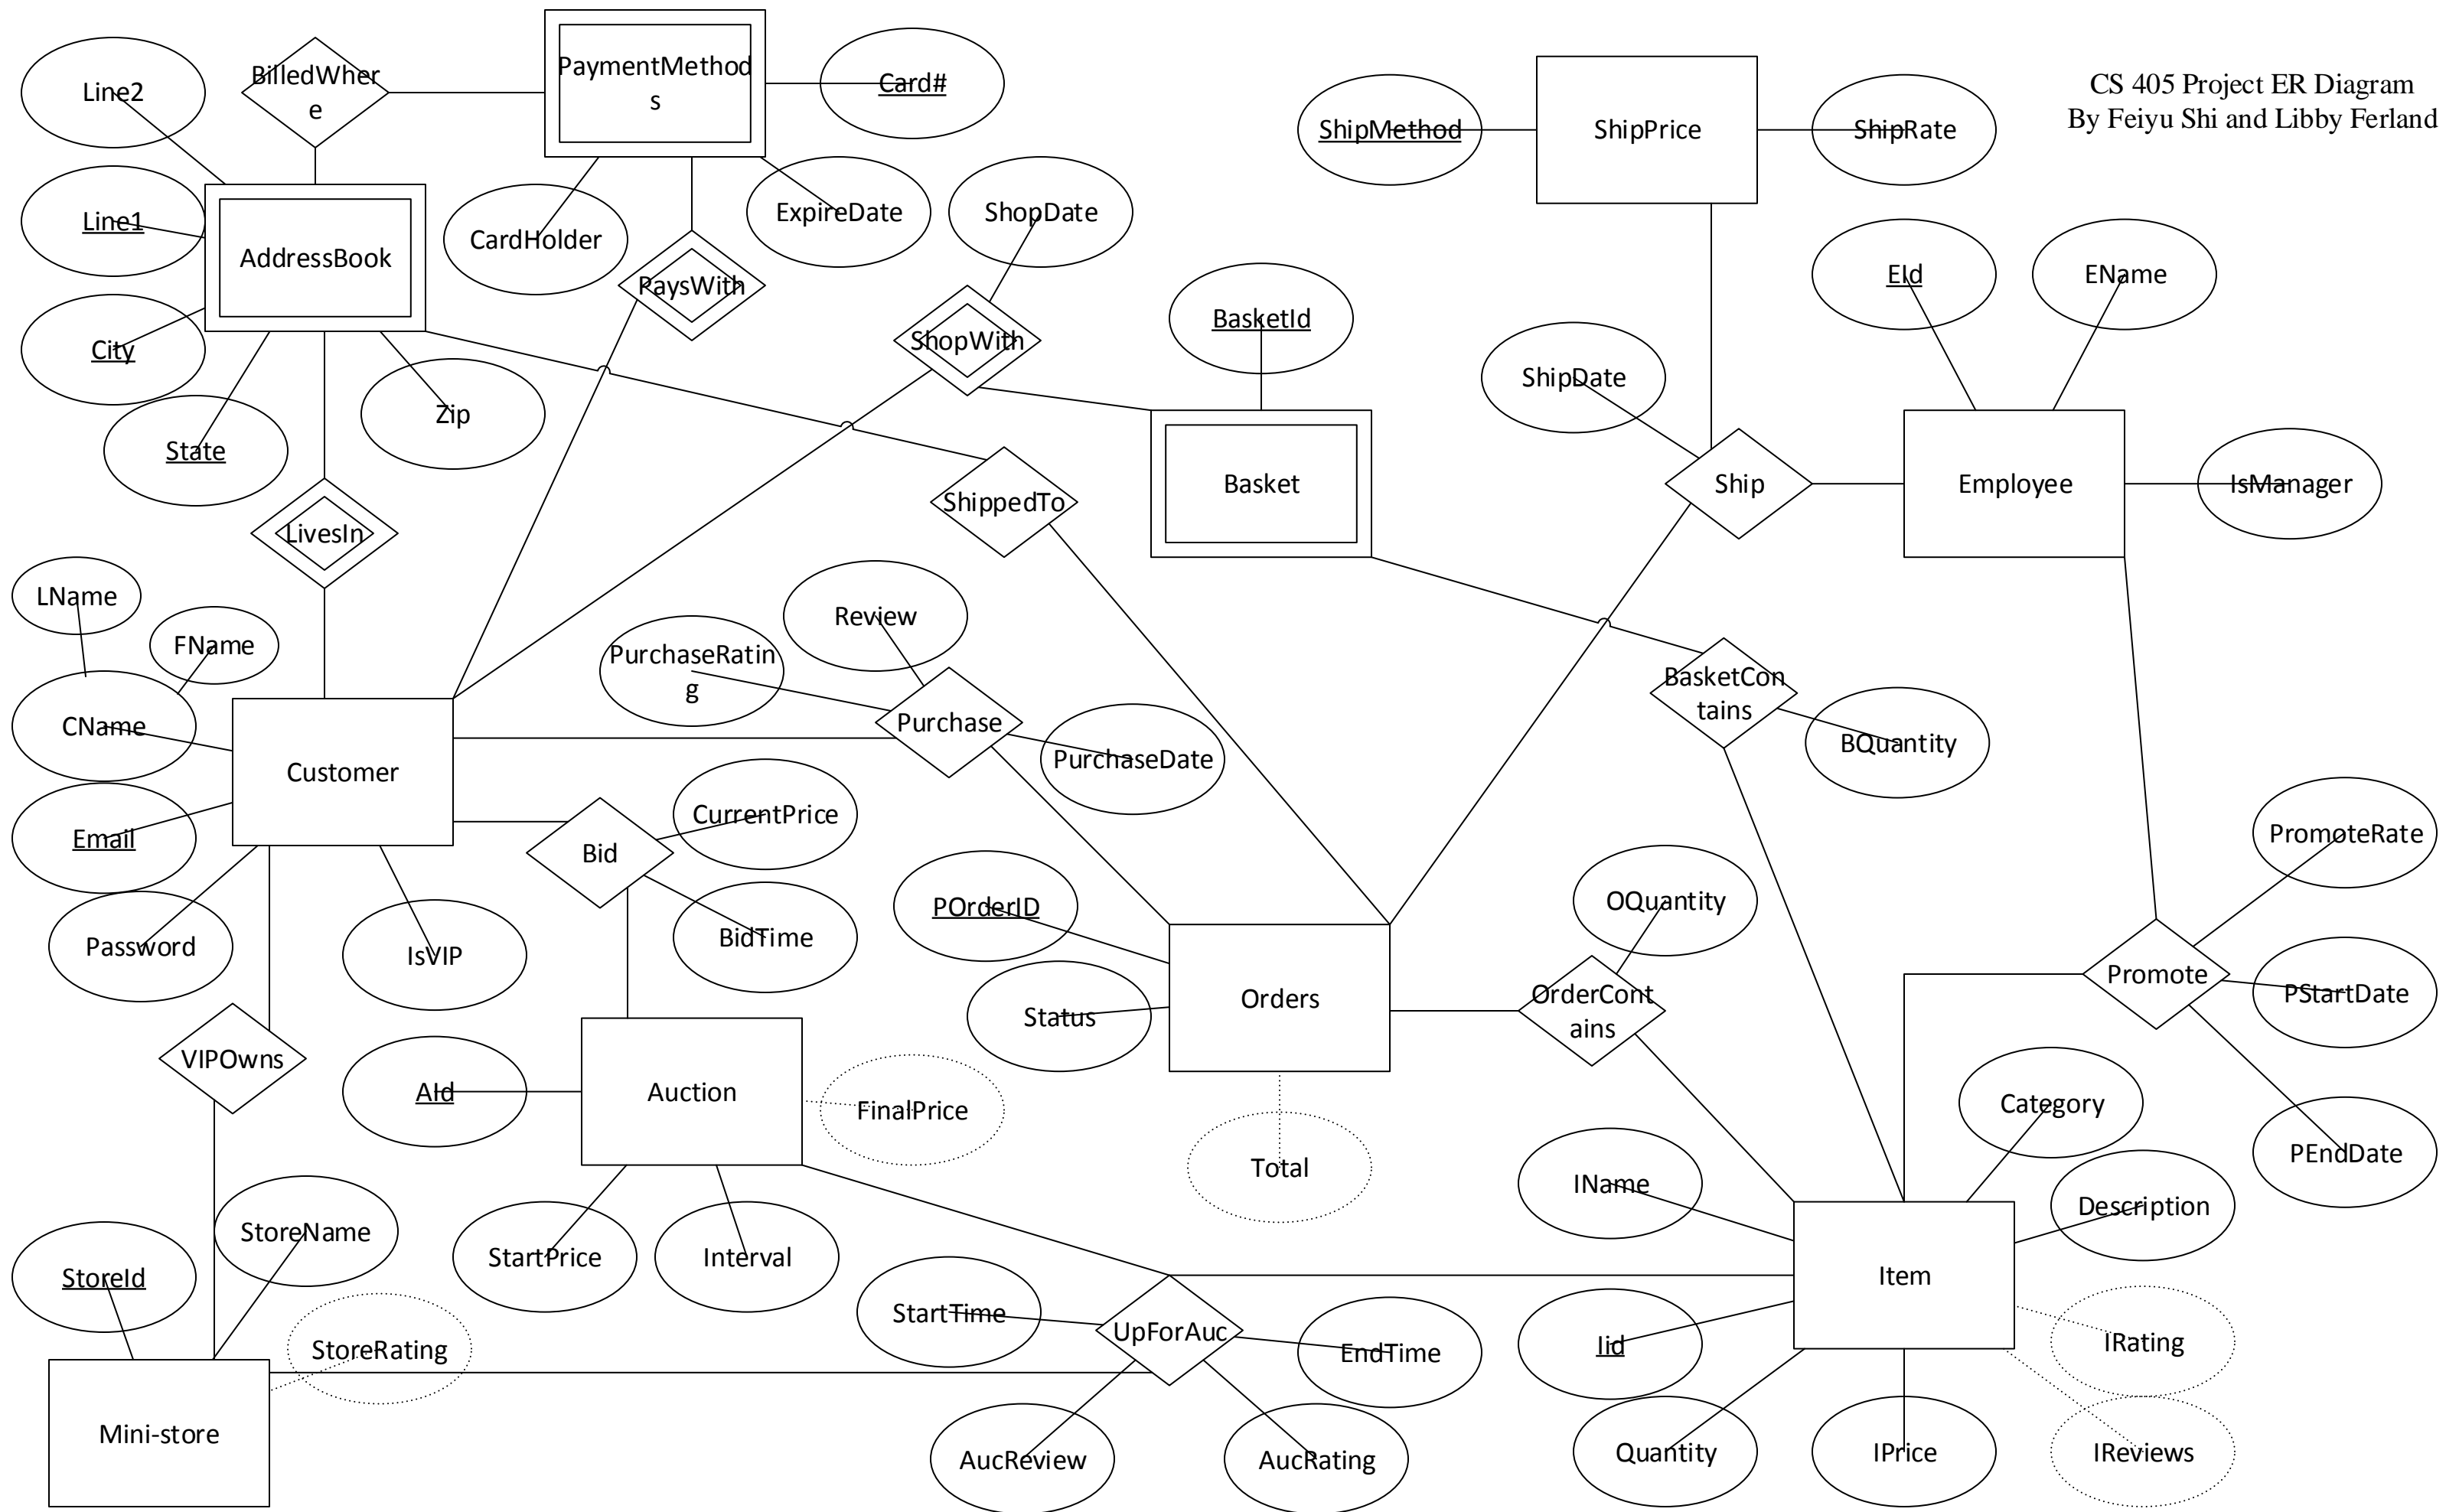 CS 405 Project ER Diagram
By Feiyu Shi and Libby Ferland
BilledWher
e
PaymentMethod
s
Card#
Line2
ShipMethod
ShipPrice
ShipRate
Line1
AddressBook
CardHolder
ExpireDate
ShopDate
PaysWith
EId
EName
City
ShopWith
BasketId
ShipDate
State
Zip
ShippedTo
Basket
Ship
Employee
IsManager
LivesIn
LName
FName
CName
Customer
Email
Password
IsVIP
PurchaseRatin
g
Review
Purchase
PurchaseDate
BasketCon
tains
BQuantity
Bid
CurrentPrice
BidTime
POrderID
Status
Orders
Total
OQuantity
OrderCont
ains
PromoteRate
Promote
PStartDate
PEndDate
VIPOwns
AId
Auction
FinalPrice
StartPrice
Interval
StoreId
StoreName
StoreRating
Mini-store
StartTime
UpForAuc
EndTime
AucReview
AucRating
Category
IName
Description
Item
Iid
IRating
Quantity
IPrice
IReviews